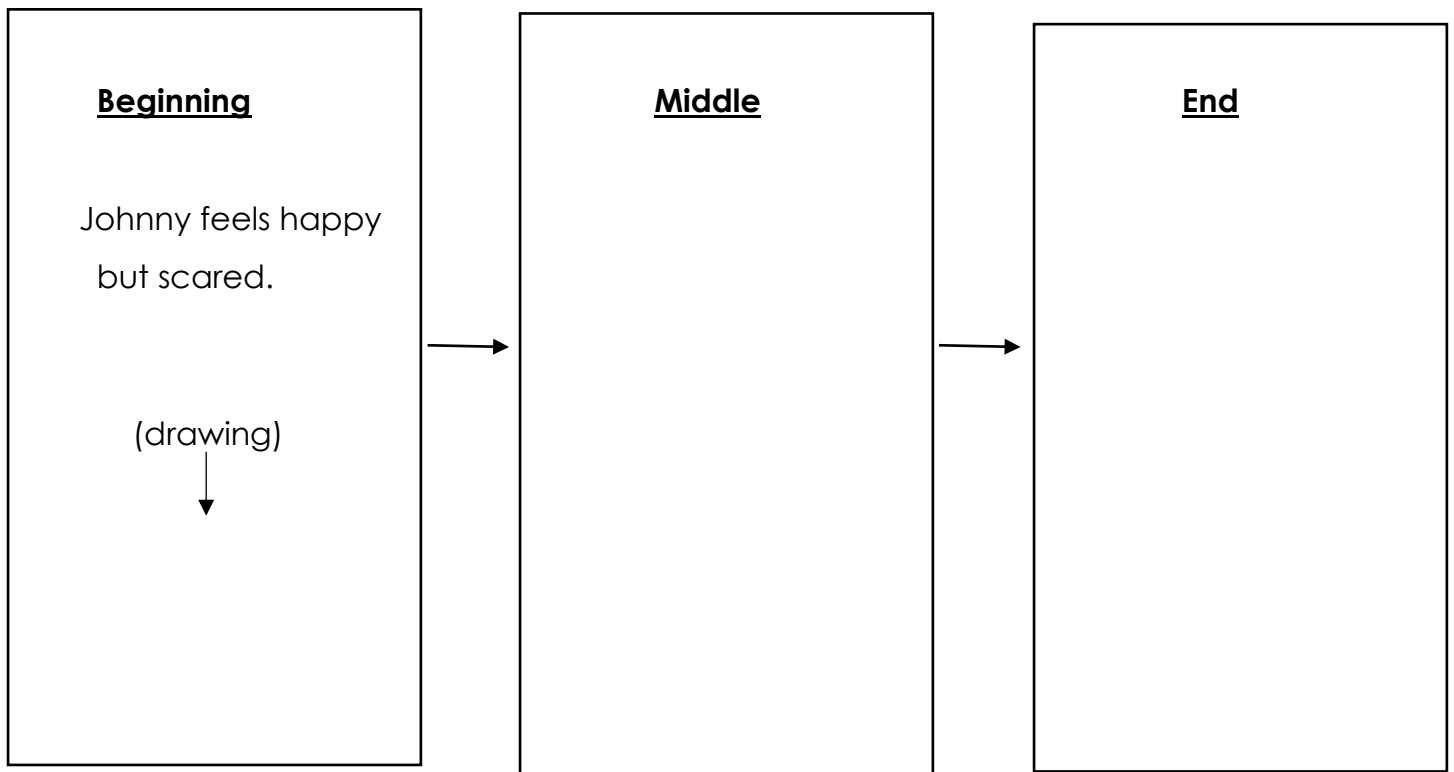 Beginning
Johnny feels happy
but scared.
(drawing)
Middle
End